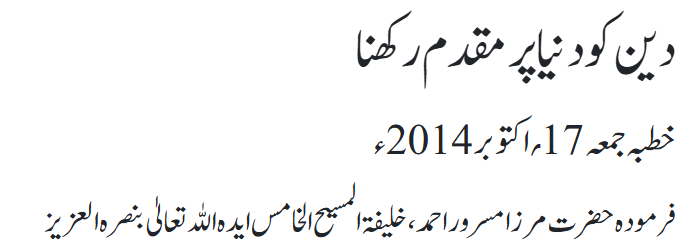 دین کو دنیا پر مقدم رکھنا
خطبہ جمعہ 17؍اکتوبر 2014ء
فرمودہ حضرت مرزا مسرور احمد، خلیفۃ المسیح الخامس ایدہ اللہ تعالیٰ بنصرہ العزیز